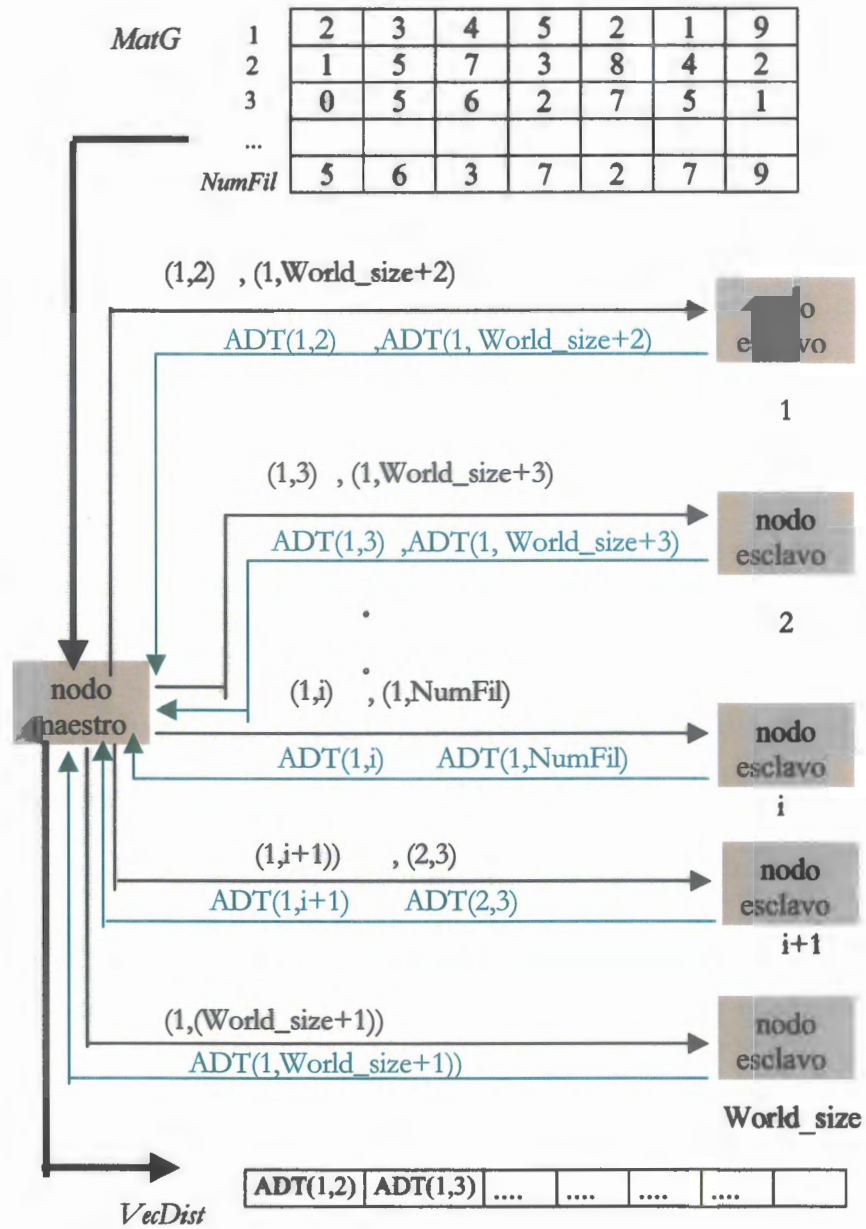 MatG
1 2 3 4 5 2 1 9
2 1 5 7 3 8 4 2
3 0 5 6 2 7 5 1
...
NumFil 5 6 3 7 2 7 9
(1,2) , (1,World_size+2)
ADT(1,2) ,ADT(1, World_size+2)
esclavo
1
(1,3) , (1,World_size+3)
ADT(1,3) ,ADT(1, World_size+3)
nodo
esclavo
2
nodo
maestro
(1,i) , (1,NumFil)
ADT(1,i) ADT(1,NumFil)
nodo
esclavo
i
(1,i+1)) , (2,3)
ADT(1,i+1) ADT(2,3)
nodo
esclavo
i+1
(1,(World_size+1))
ADT(1,World_size+1))
nodo
esclavo
World_size
VecDist
ADT(1,2) ADT(1,3) .... .... .... ....